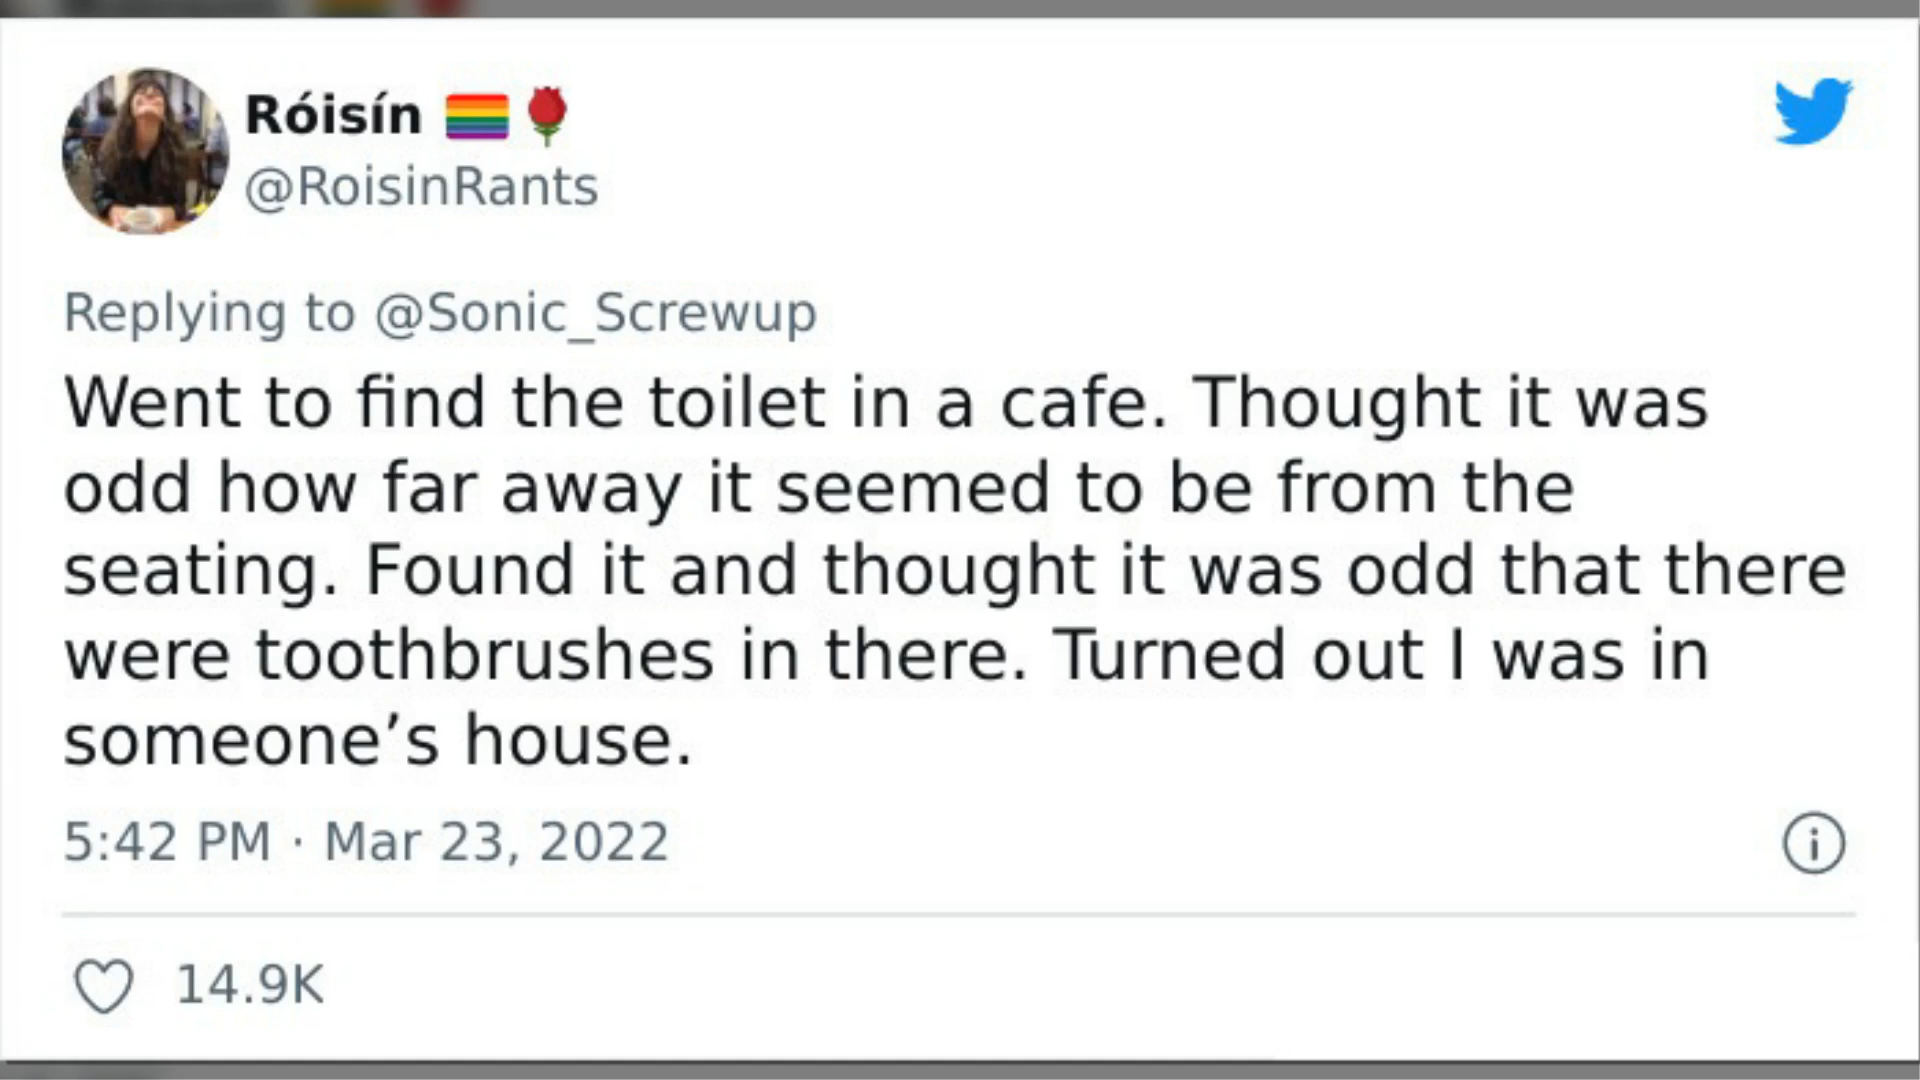 Róisín 🏳️‍🌈🌹
@RoisinRants
Replying to @Sonic_Screwup
Went to find the toilet in a cafe. Thought it was
odd how far away it seemed to be from the
seating. Found it and thought it was odd that there
were toothbrushes in there. Turned out I was in
someone’s house.
5:42 PM · Mar 23, 2022
14.9K